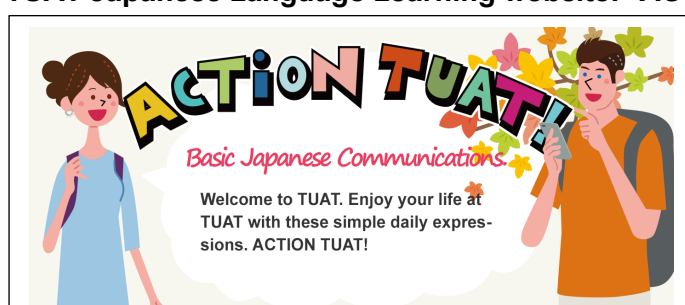 ACTiON TUAT!
Basic Japanese Communications
Welcome to TUAT. Enjoy your life at
TUAT with these simple daily expres-
sions. ACTION TUAT!